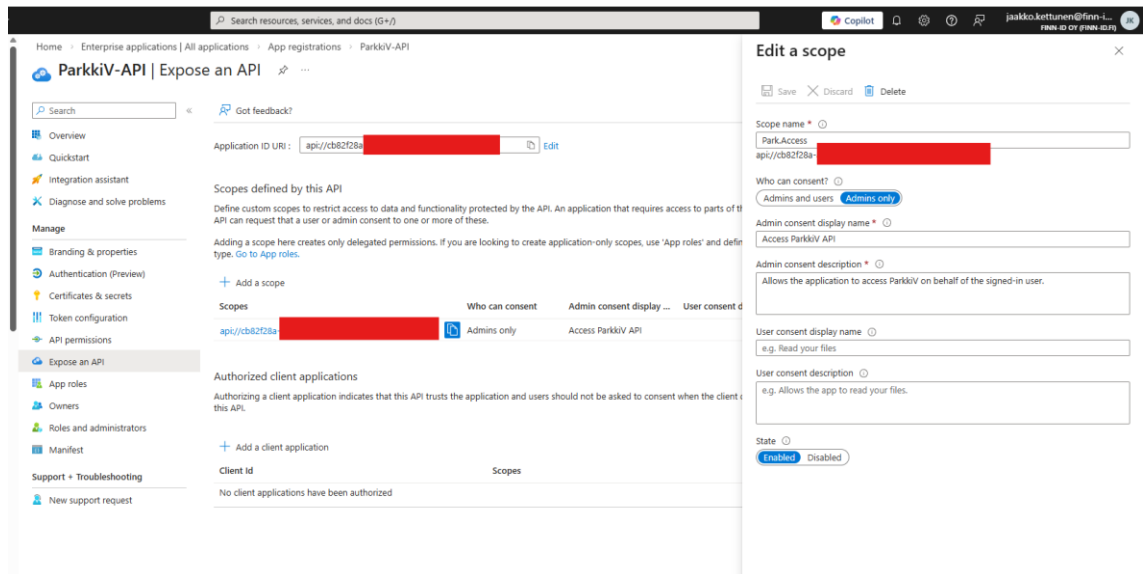 Search resources, services, and docs (G+/)
Copilot
jaakko.kettunen@finn-i...
FINN-ID OY (FINN-ID.FI)
JK
Home > Enterprise applications | All applications > App registrations > ParkkiV-API
ParkkiV-API | Expose an API
Search
Overview
Quickstart
Integration assistant
Diagnose and solve problems
Manage
Branding & properties
Authentication (Preview)
Certificates & secrets
Token configuration
API permissions
Expose an API
App roles
Owners
Roles and administrators
Manifest
Support + Troubleshooting
New support request
Got feedback?
Application ID URI : api://cb82f28a Edit
Scopes defined by this API
Define custom scopes to restrict access to data and functionality protected by the API. An application that requires access to parts of th
API can request that a user or admin consent to one or more of these.
Adding a scope here creates only delegated permissions. If you are looking to create application-only scopes, use 'App roles' and defin
type. Go to App roles.
Add a scope
Scopes Who can consent Admin consent display ... User consent d
api://cb82f28a- Admins only Access ParkkiV API
Authorized client applications
Authorizing a client application indicates that this API trusts the application and users should not be asked to consent when the client c
this API.
Add a client application
Client Id Scopes
No client applications have been authorized
Edit a scope
Save Discard Delete
Scope name *
Park.Access
api://cb82f28a-
Who can consent?
Admins and users Admins only
Admin consent display name *
Access ParkkiV API
Admin consent description *
Allows the application to access ParkkiV on behalf of the signed-in user.
User consent display name
e.g. Read your files
User consent description
e.g. Allows the app to read your files.
State
Enabled Disabled